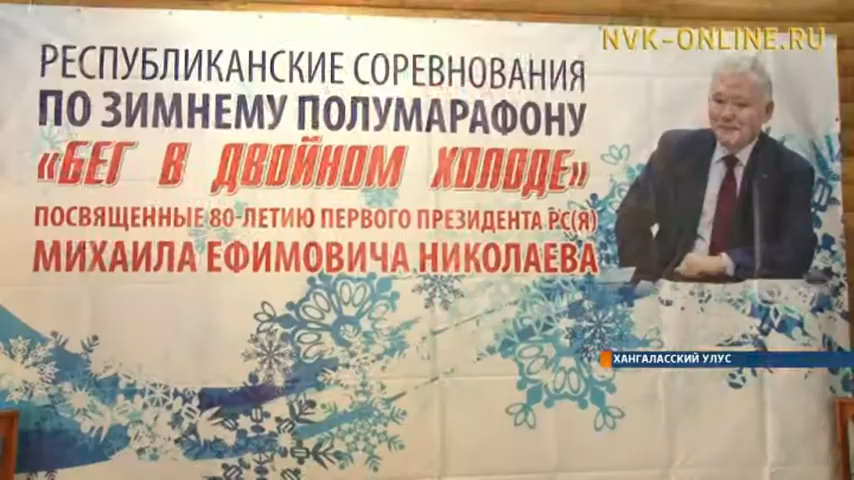 NVK-ONLINE.RU
РЕСПУБЛИКАНСКИЕ СОРЕВНОВАНИЯ
ПО ЗИМНЕМУ ПОЛУМАРАФОНУ
«БЕГ В ДВОЙНОМ ХОЛОДЕ»
ПОСВЯЩЕННЫЕ 80-ЛЕТИЮ ПЕРВОГО ПРЕЗИДЕНТА РС(Я)
МИХАИЛА ЕФИМОВИЧА НИКОЛАЕВА
ХАНГАЛАССКИЙ УЛУС